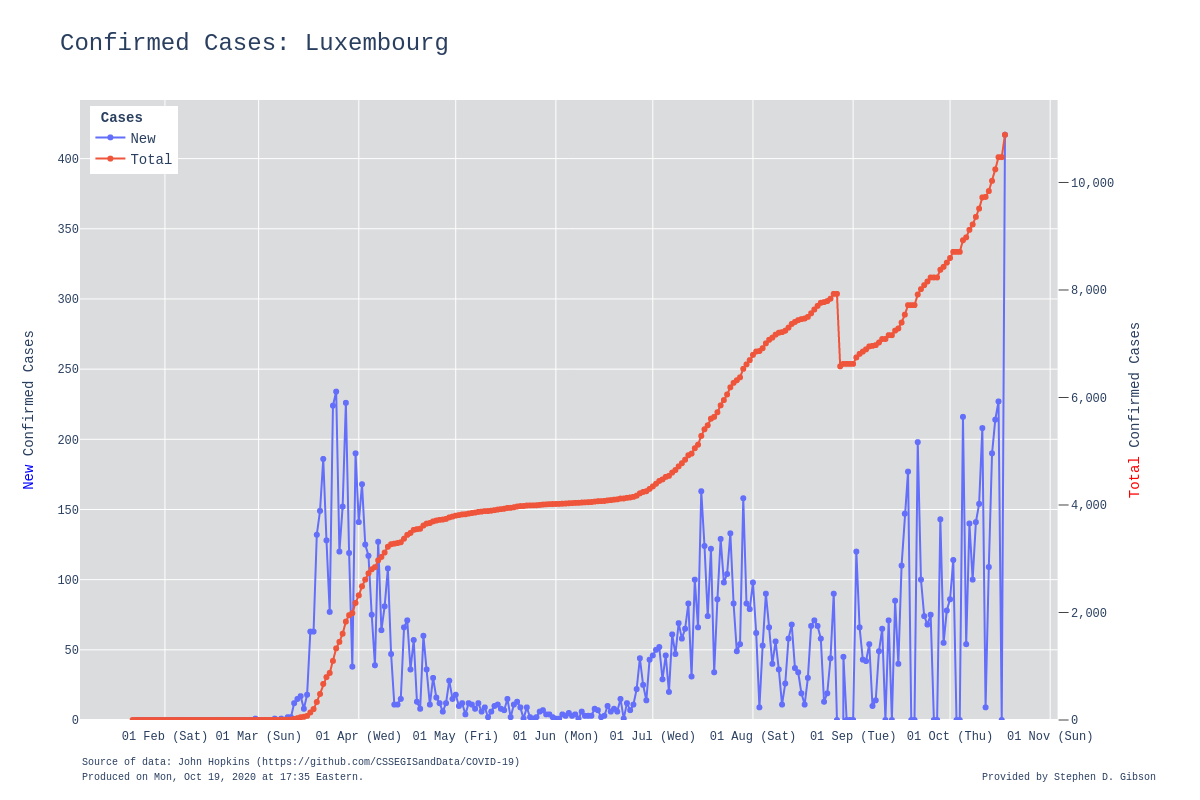 Confirmed Cases: Luxembourg
Cases
New
Total
400
350
300
250
200
150
100
50
0
10,000
8,000
6,000
4,000
2,000
0
New Confirmed Cases
Total Confirmed Cases
01 Feb (Sat) 01 Mar (Sun) 01 Apr (Wed) 01 May (Fri) 01 Jun (Mon) 01 Jul (Wed) 01 Aug (Sat) 01 Sep (Tue) 01 Oct (Thu) 01 Nov (Sun)
Source of data: John Hopkins (https://github.com/CSSEGISandData/COVID-19)
Produced on Mon, Oct 19, 2020 at 17:35 Eastern.
Provided by Stephen D. Gibson